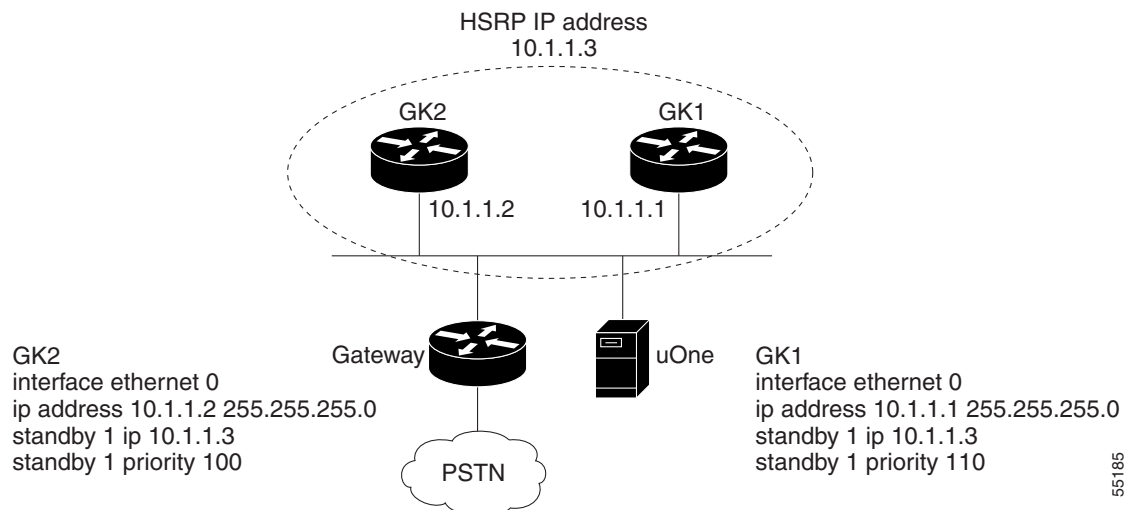 HSRP IP address
10.1.1.3
GK2
GK1
10.1.1.2
10.1.1.1
Gateway
uOne
PSTN
GK2
interface ethernet 0
ip address 10.1.1.2 255.255.255.0
standby 1 ip 10.1.1.3
standby 1 priority 100
GK1
interface ethernet 0
ip address 10.1.1.1 255.255.255.0
standby 1 ip 10.1.1.3
standby 1 priority 110
55185